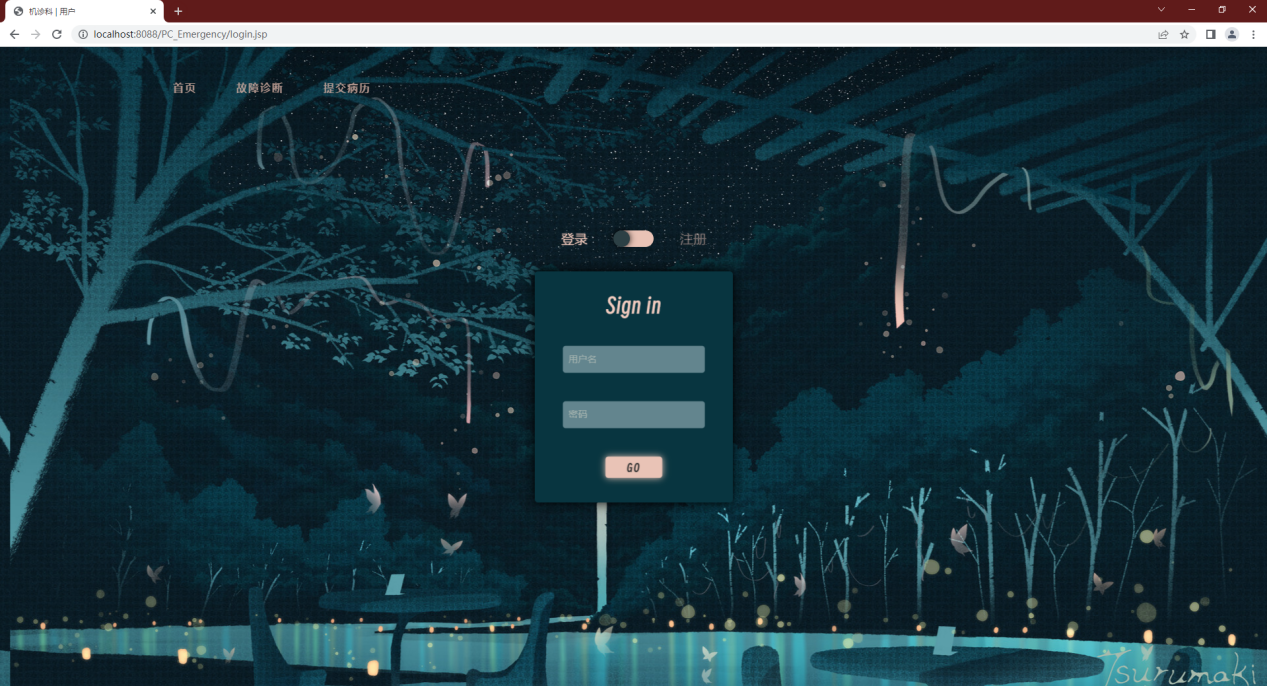 机诊科 | 用户
localhost:8088/PC_Emergency/login.jsp
首页 故障诊断 提交病历
登录 注册
Sign in
用户名
密码
GO
Tsurumaki